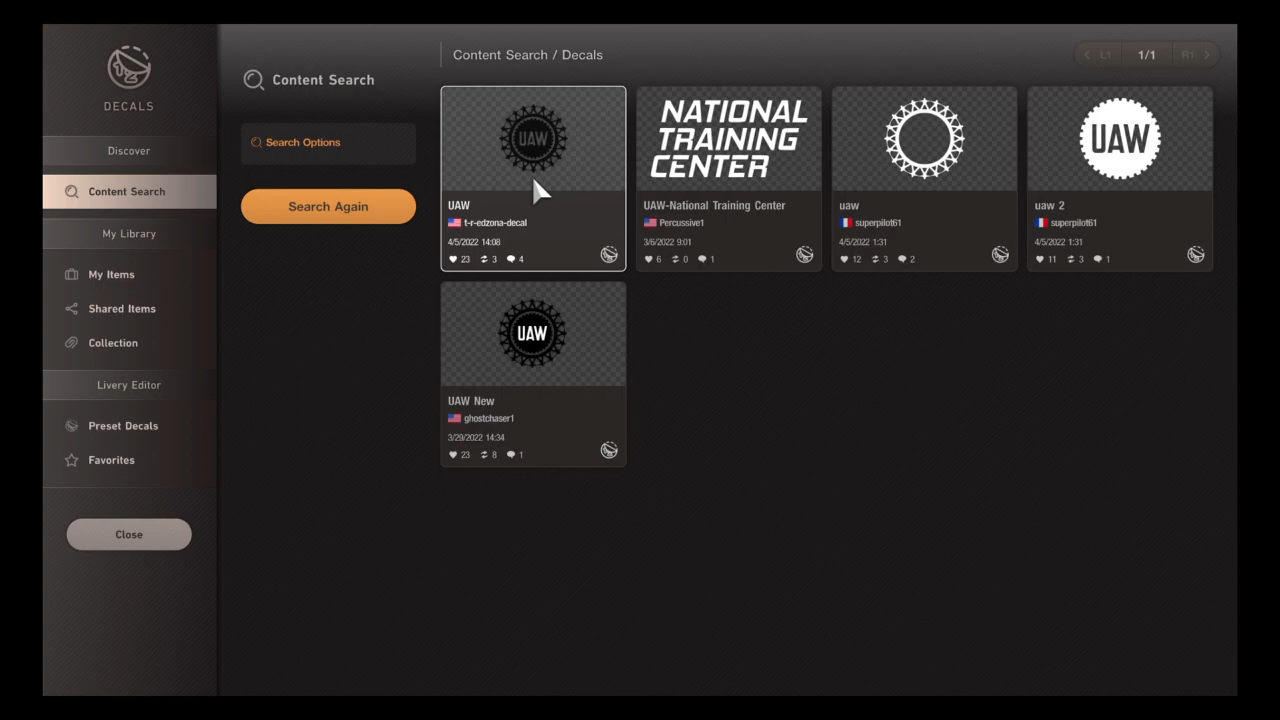 DECALS
Discover
Content Search
My Library
My Items
Shared Items
Collection
Livery Editor
Preset Decals
Favorites
Close
Content Search
Search Options
Search Again
Content Search / Decals
L1 1/1 R1
UAW
UAW
t-r-edzona-decal
4/5/2022 14:08
23 3 4
NATIONAL
TRAINING
CENTER
UAW-National Training Center
Percussive1
3/6/2022 9:01
6 0 1
uaw
superpilot61
4/5/2022 1:31
12 3 2
UAW
uaw 2
superpilot61
4/5/2022 1:31
11 3 1
UAW
UAW New
ghostchaser1
3/29/2022 14:34
23 8 1